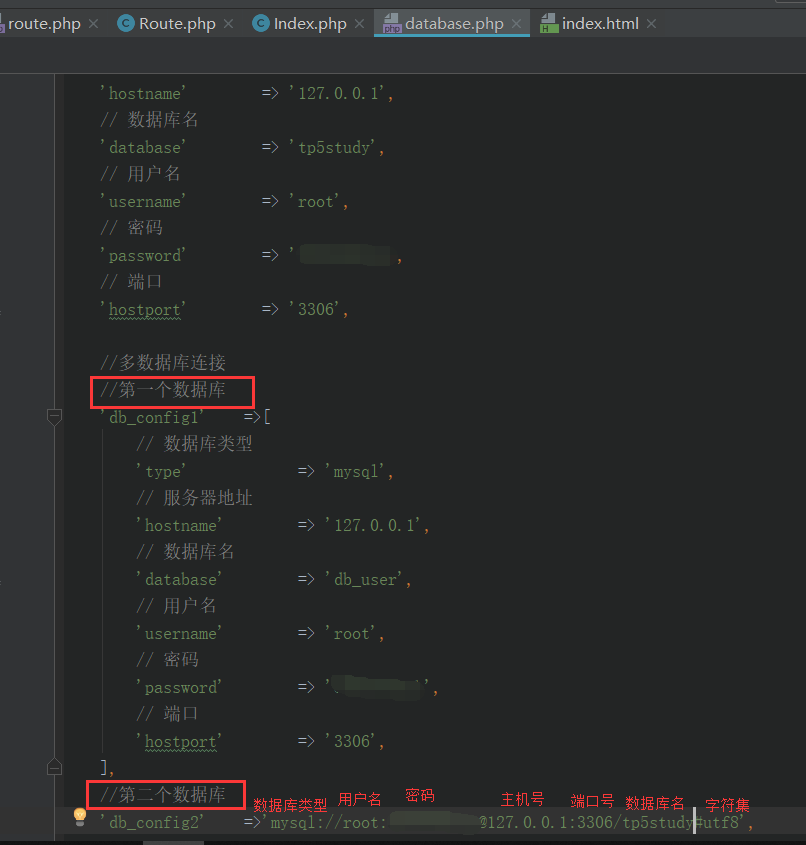 route.php × Route.php × Index.php × database.php × index.html ×
'hostname' => '127.0.0.1',
// 数据库名
'database' => 'tp5study',
// 用户名
'username' => 'root',
// 密码
'password' => ' ,
// 端口
'hostport' => '3306',
//多数据库连接
//第一个数据库
'db_config1' =>[
// 数据库类型
'type' => 'mysql',
// 服务器地址
'hostname' => '127.0.0.1',
// 数据库名
'database' => 'db_user',
// 用户名
'username' => 'root',
// 密码
'password' => ' ',
// 端口
'hostport' => '3306',
],
//第二个数据库
数据库类型 用户名 密码 主机号 端口号 数据库名 字符集
'db_config2' =>'mysql://root: @127.0.0.1:3306/tp5study#utf8',